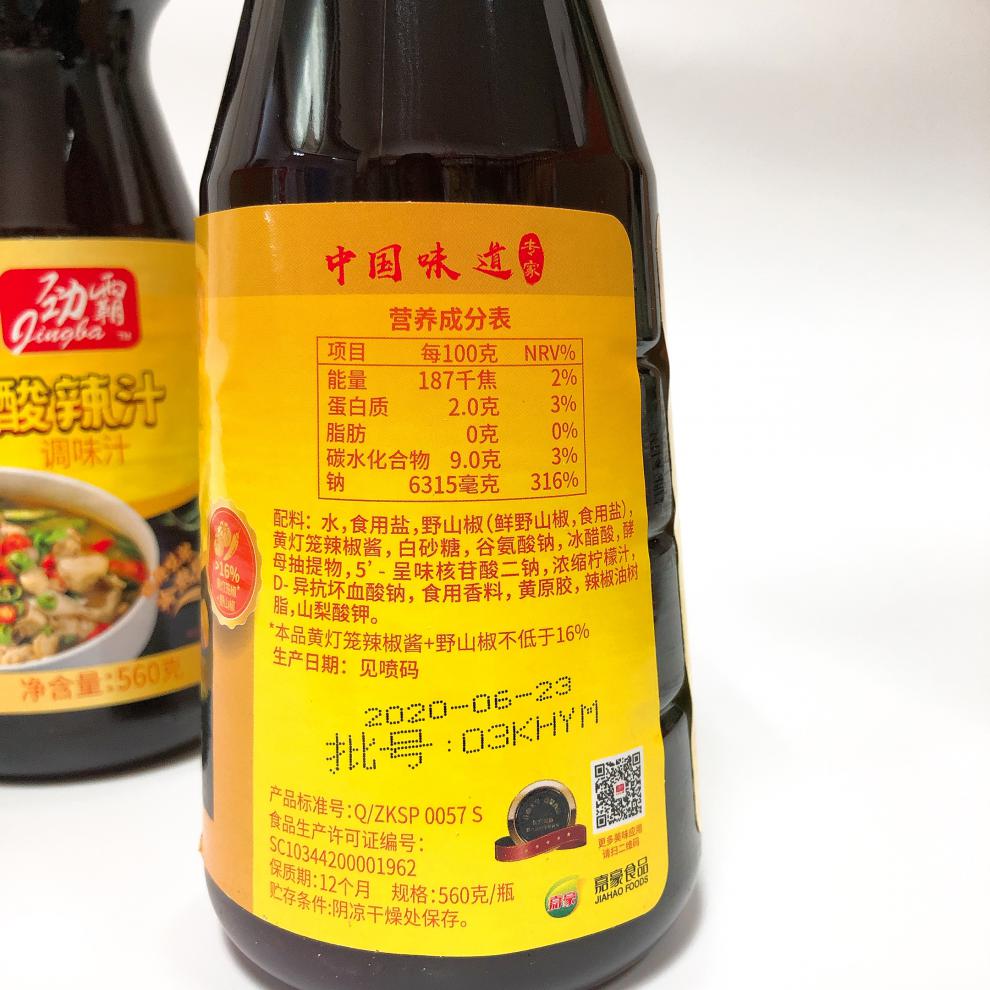 劲霸
Jingba™
酸辣汁
调味汁
净含量:560克
中国味道
专家
营养成分表
项目 每100克 NRV%
能量 187千焦 2%
蛋白质 2.0克 3%
脂肪 0克 0%
碳水化合物 9.0克 3%
钠 6315毫克 316%
配料：水,食用盐,野山椒(鲜野山椒,食用盐),
黄灯笼辣椒酱,白砂糖,谷氨酸钠,冰醋酸,酵
母抽提物,5’-呈味核苷酸二钠,浓缩柠檬汁,
D-异抗坏血酸钠,食用香料,黄原胶,辣椒油树
脂,山梨酸钾。
*本品黄灯笼辣椒酱+野山椒不低于16%
生产日期：见喷码
>16%
2020-06-23
批号:03KHYM
产品标准号:Q/ZKSP 0057 S
食品生产许可证编号:
SC10344200001962
保质期:12个月 规格:560克/瓶
贮存条件:阴凉干燥处保存。
更多美味应用
请扫二维码
嘉豪
嘉豪食品
JIAHAO FOODS